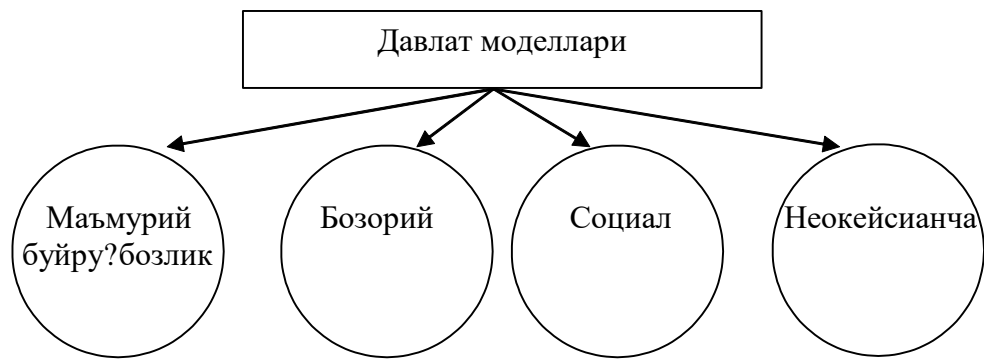 Давлат моделлари
Маъмурий
буйру?бозлик
Бозорий
Социал
Неокейсианча